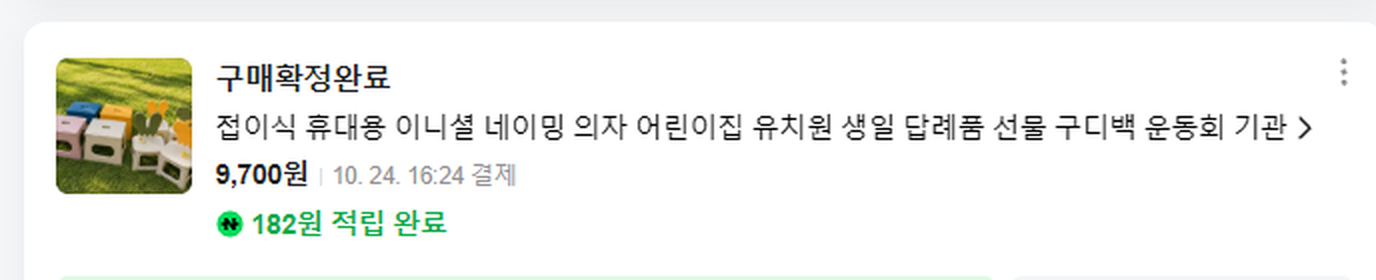 구매확정완료
접이식 휴대용 이니셜 네이밍 의자 어린이집 유치원 생일 답례품 선물 구디백 운동회 기관
9,700원 10. 24. 16:24 결제
182원 적립 완료